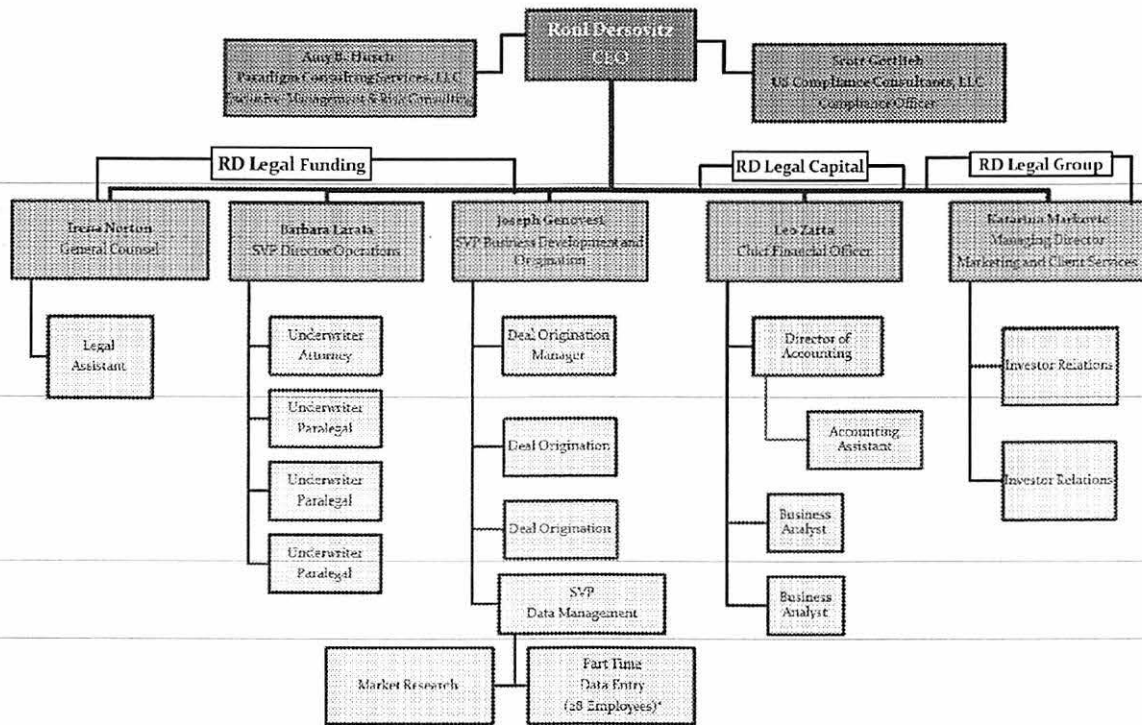 Roni Dersovitz
CEO
Amy B. Hirsch
Paradigm Consulting Services, LLC
Executive Management & Risk Consulting
Scott Gottlieb
US Compliance Consultants, LLC
Compliance Officer
RD Legal Funding
RD Legal Capital
RD Legal Group
Irena Norton
General Counsel
Barbara Laraia
SVP Director Operations
Joseph Genovesi
SVP Business Development and
Origination
Leo Zatta
Chief Financial Officer
Katarina Markovic
Managing Director
Marketing and Client Services
Legal
Assistant
Underwriter
Attorney
Underwriter
Paralegal
Underwriter
Paralegal
Underwriter
Paralegal
Deal Origination
Manager
Deal Origination
Deal Origination
SVP
Data Management
Market Research
Part Time
Data Entry
(28 Employees)*
Director of
Accounting
Accounting
Assistant
Business
Analyst
Business
Analyst
Investor Relations
Investor Relations